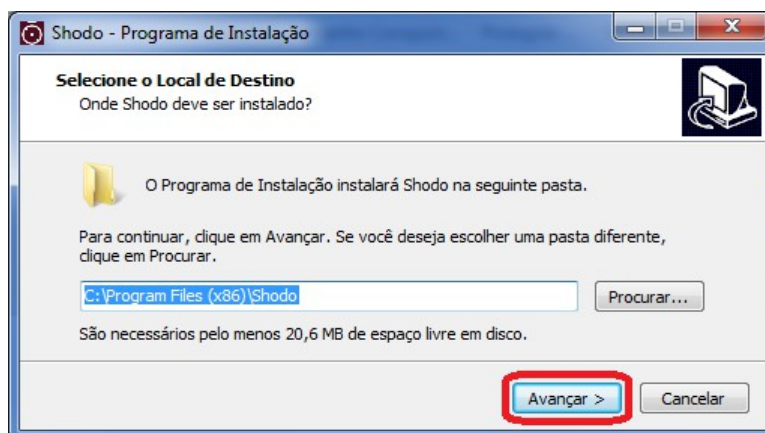 Shodo - Programa de Instalação
Selecione o Local de Destino
Onde Shodo deve ser instalado?
O Programa de Instalação instalará Shodo na seguinte pasta.
Para continuar, clique em Avançar. Se você deseja escolher uma pasta diferente,
clique em Procurar.
C:\Program Files (x86)\Shodo
Procurar...
São necessários pelo menos 20,6 MB de espaço livre em disco.
Avançar >
Cancelar